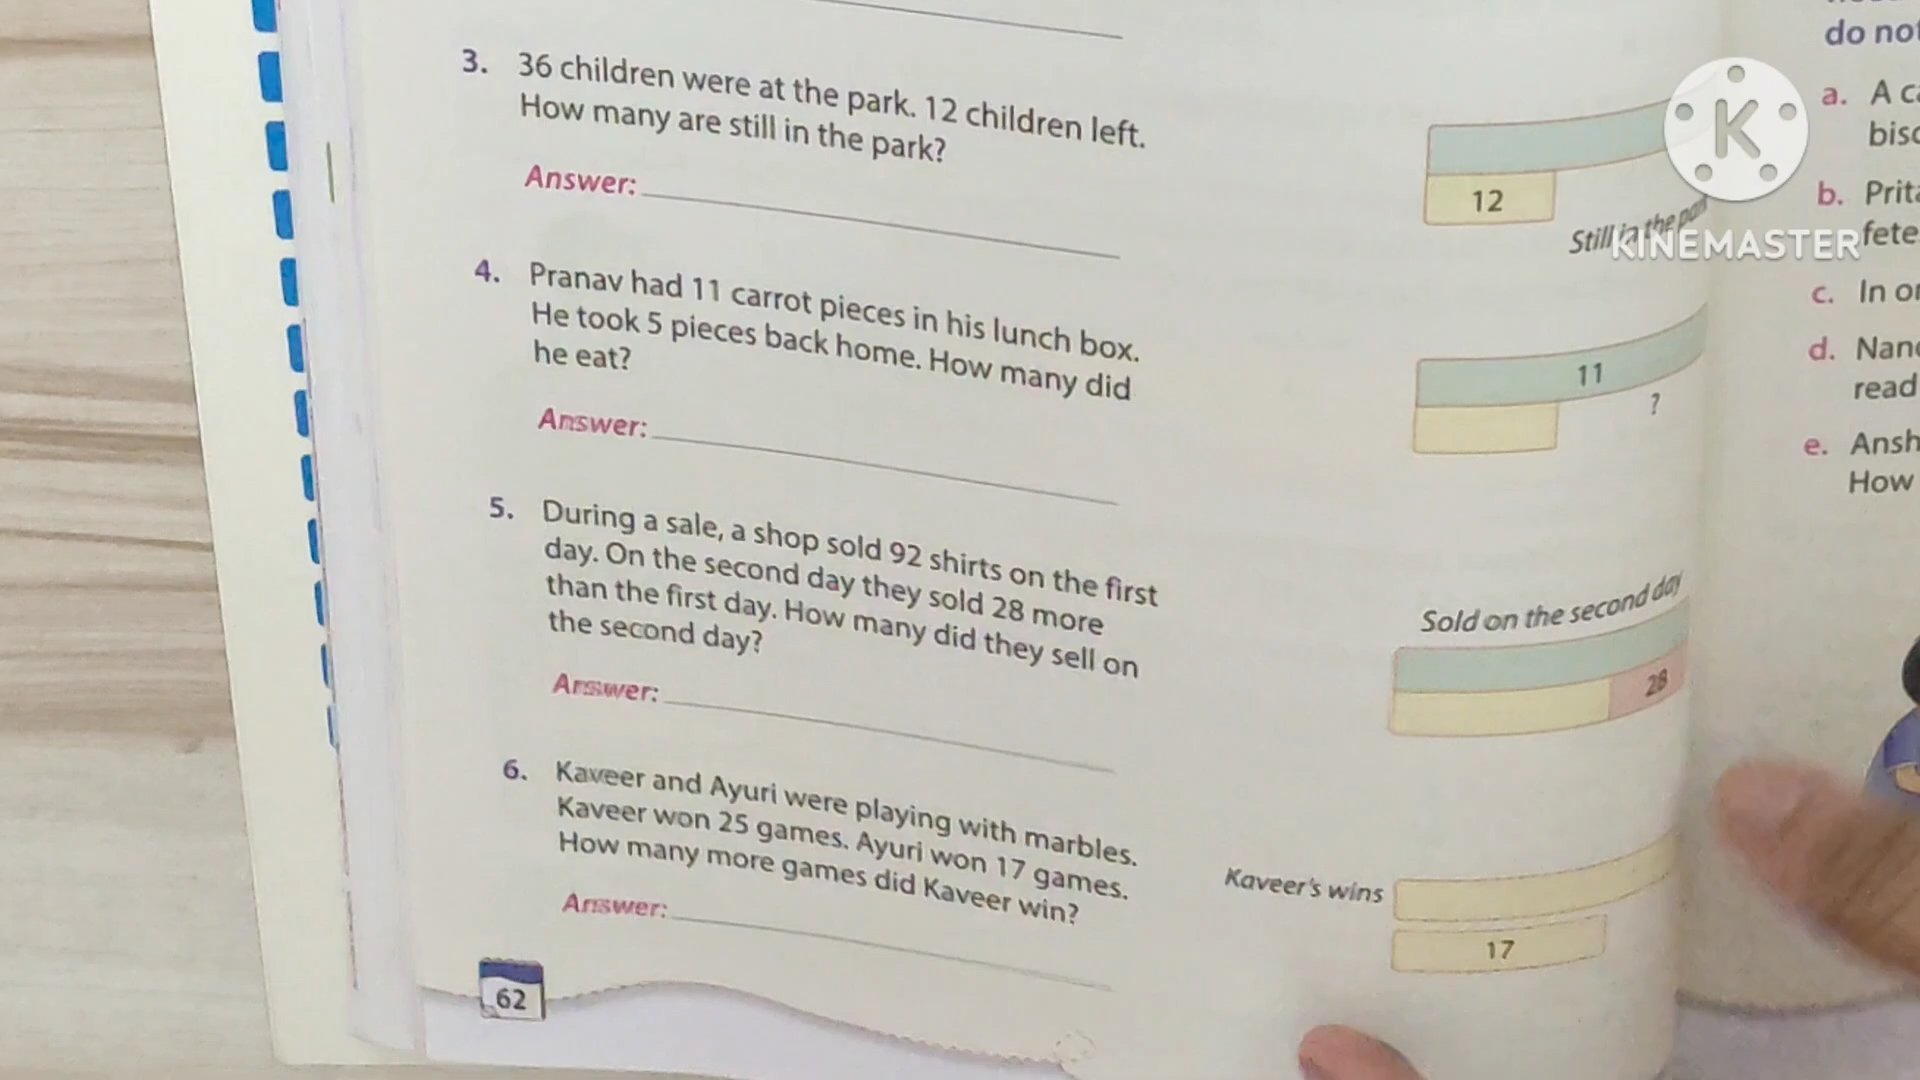 3. 36 children were at the park. 12 children left.
How many are still in the park?
Answer:
12
Still in the
4. Pranav had 11 carrot pieces in his lunch box.
He took 5 pieces back home. How many did
he eat?
Answer:
11
?
5. During a sale, a shop sold 92 shirts on the first
day. On the second day they sold 28 more
than the first day. How many did they sell on
the second day?
Answer:
Sold on the second day
28
6. Kaveer and Ayuri were playing with marbles.
Kaveer won 25 games. Ayuri won 17 games.
How many more games did Kaveer win?
Answer:
Kaveer's wins
17
62
do not
a. A
b.
fete
c. In
d.
read
e.
How
K
KINEMASTER